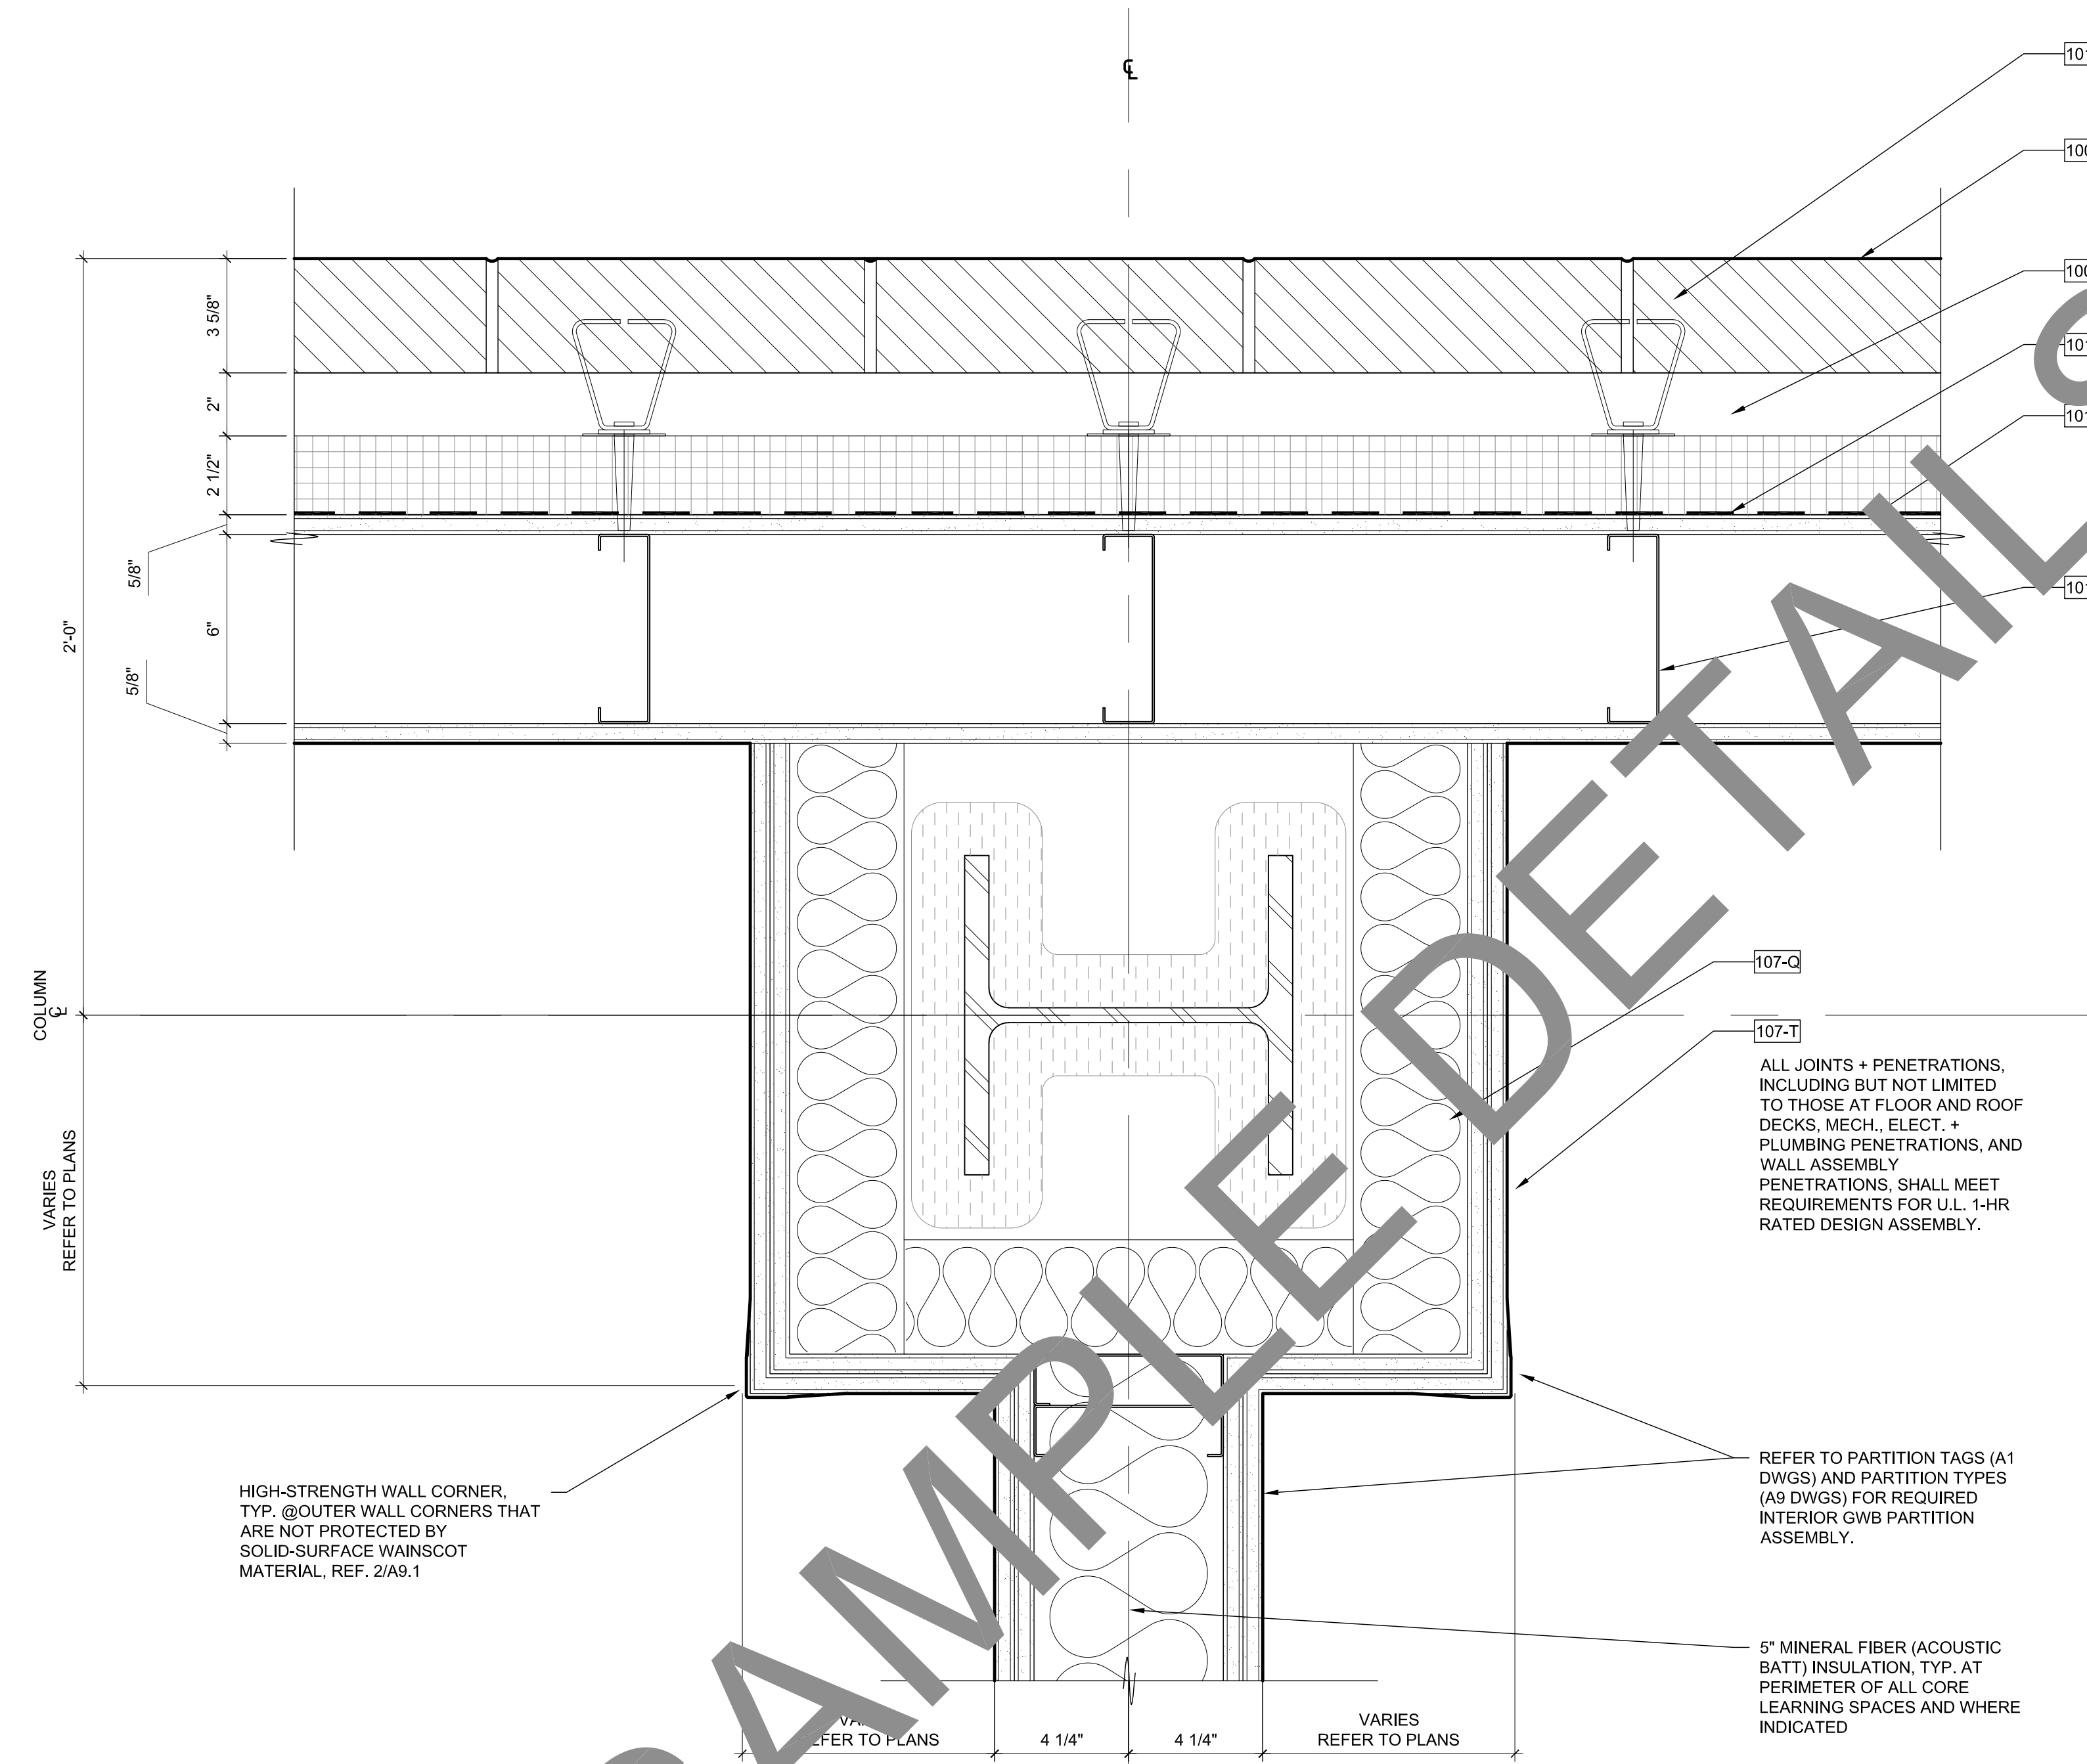 ℄
101
100
100
101
101
101
3 5/8"
2"
2 1/2"
5/8"
6"
5/8"
2'-0"
COLUMN
℄
VARIES
REFER TO PLANS
107-Q
107-T
ALL JOINTS + PENETRATIONS,
INCLUDING BUT NOT LIMITED
TO THOSE AT FLOOR AND ROOF
DECKS, MECH., ELECT. +
PLUMBING PENETRATIONS, AND
WALL ASSEMBLY
PENETRATIONS, SHALL MEET
REQUIREMENTS FOR U.L. 1-HR
RATED DESIGN ASSEMBLY.
HIGH-STRENGTH WALL CORNER,
TYP. @OUTER WALL CORNERS THAT
ARE NOT PROTECTED BY
SOLID-SURFACE WAINSCOT
MATERIAL, REF. 2/A9.1
REFER TO PARTITION TAGS (A1
DWGS) AND PARTITION TYPES
(A9 DWGS) FOR REQUIRED
INTERIOR GWB PARTITION
ASSEMBLY.
5" MINERAL FIBER (ACOUSTIC
BATT) INSULATION, TYP. AT
PERIMETER OF ALL CORE
LEARNING SPACES AND WHERE
INDICATED
TO PLANS
4 1/4"
4 1/4"
VARIES
REFER TO PLANS
SAMPLE DETAILS